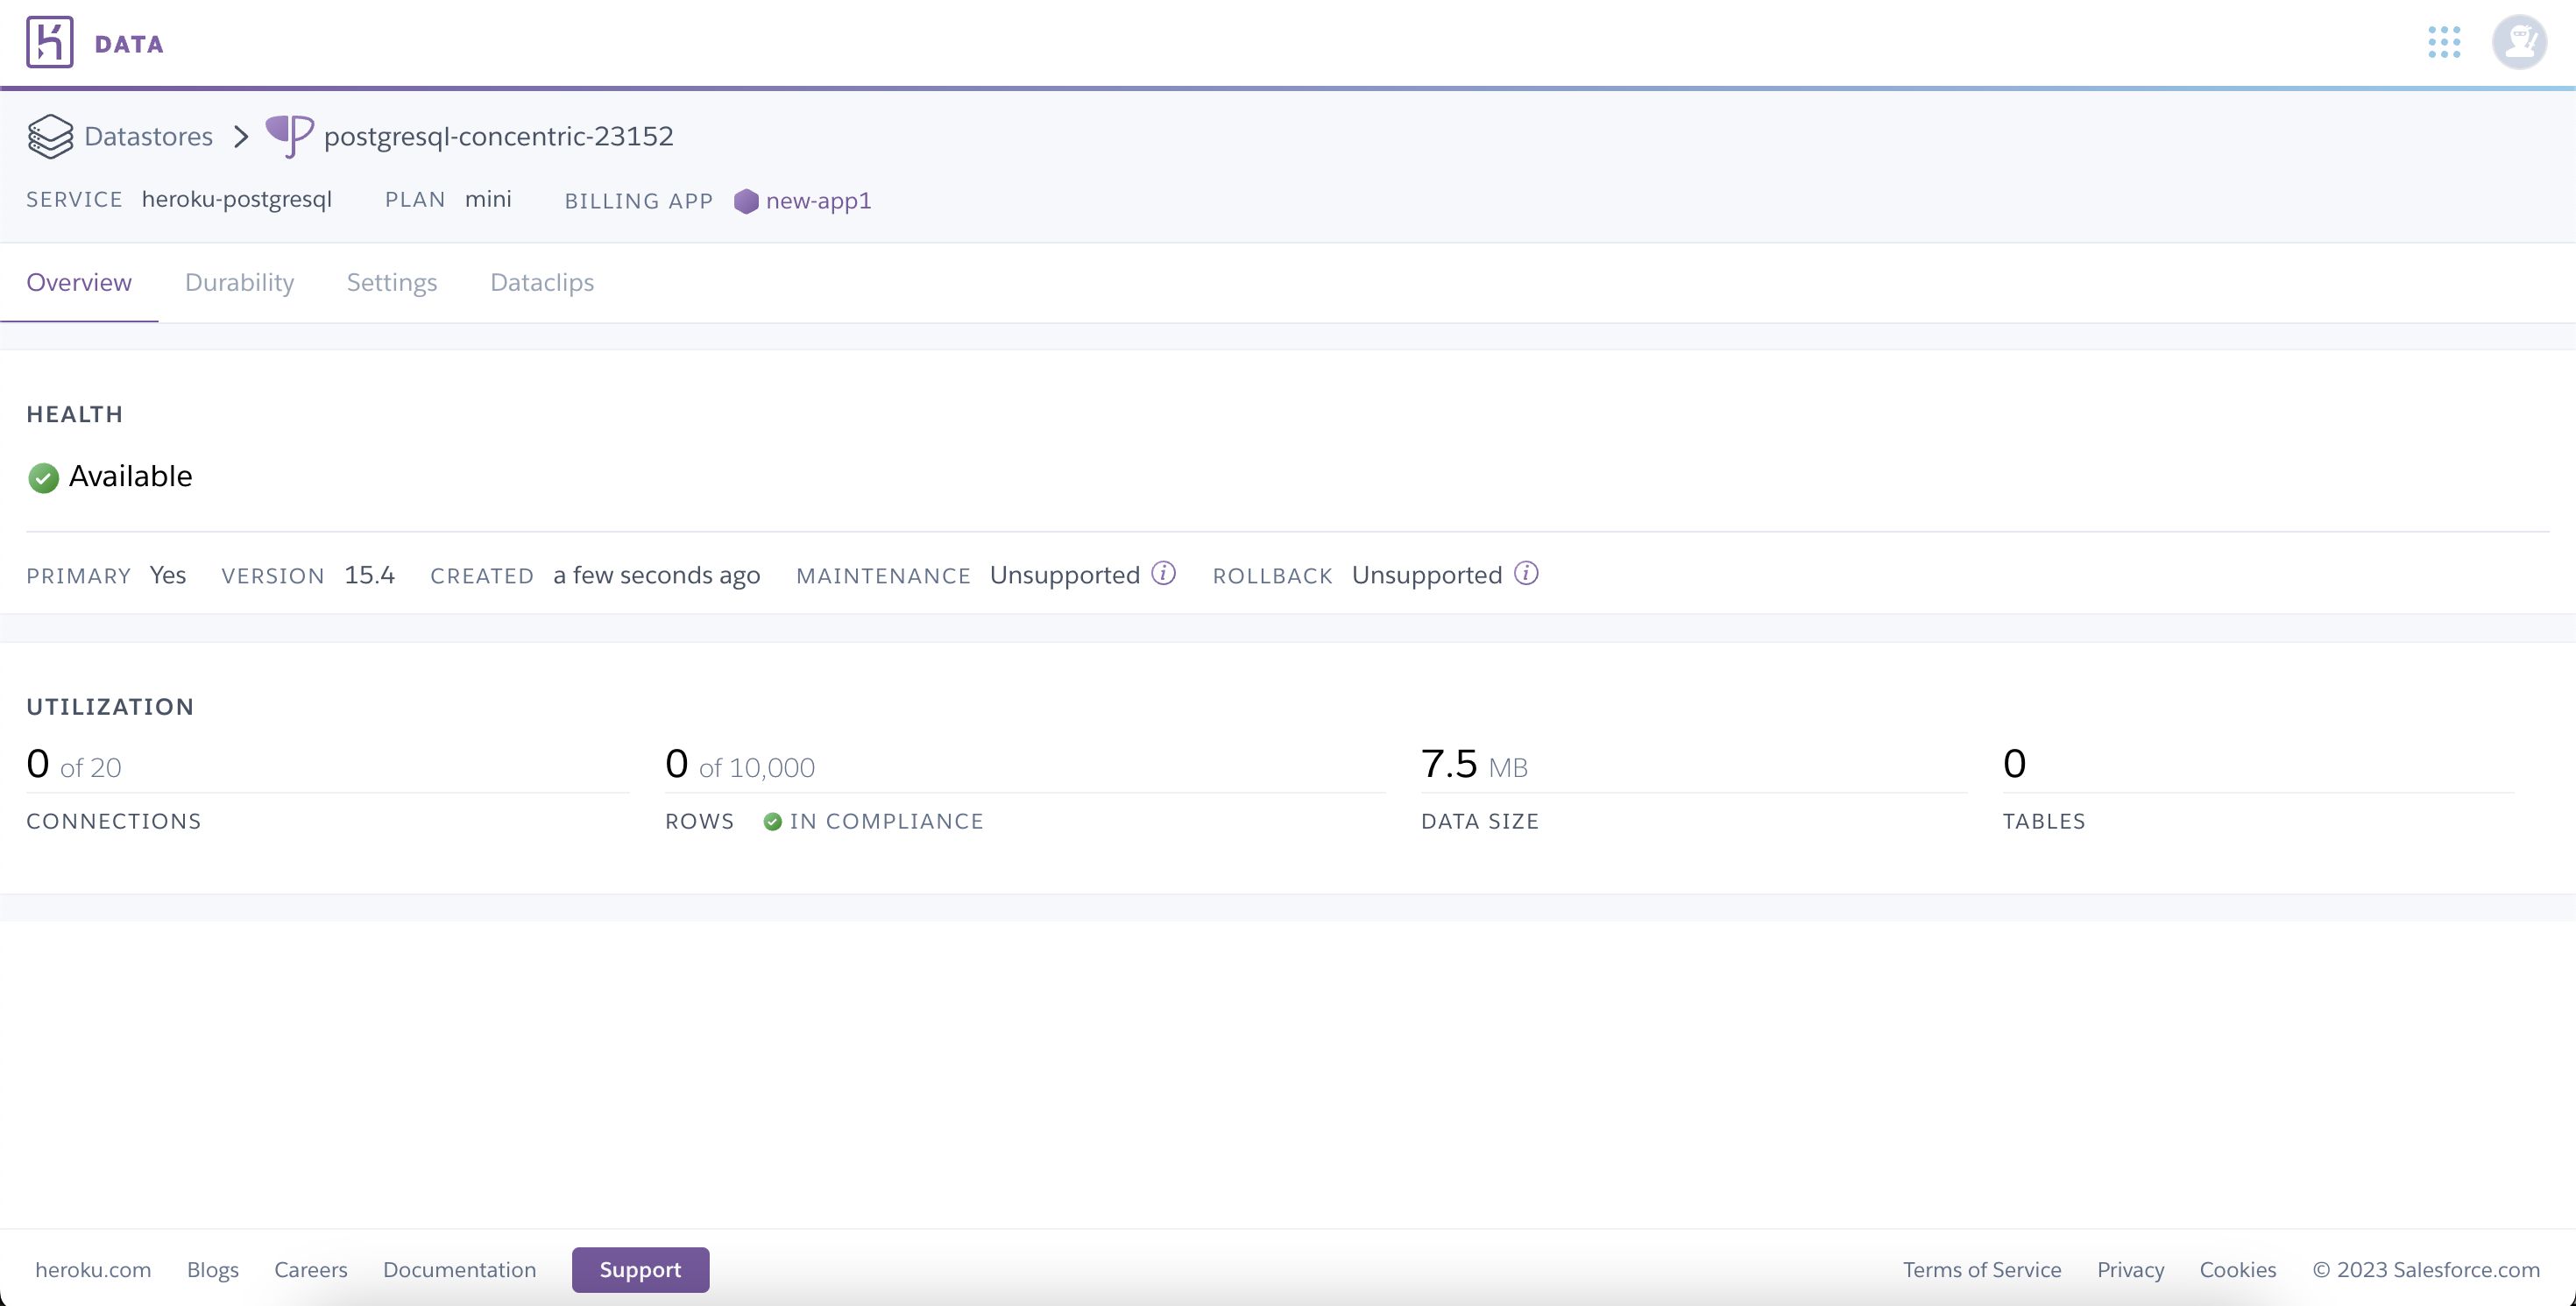 DATA
Datastores postgresql-concentric-23152
SERVICE heroku-postgresql PLAN mini BILLING APP new-app1
Overview Durability Settings Dataclips
HEALTH
Available
PRIMARY Yes VERSION 15.4 CREATED a few seconds ago MAINTENANCE Unsupported ROLLBACK Unsupported
UTILIZATION
0 of 20 0 of 10,000 7.5 MB 0
CONNECTIONS ROWS IN COMPLIANCE DATA SIZE TABLES
heroku.com Blogs Careers Documentation Support Terms of Service Privacy Cookies © 2023 Salesforce.com